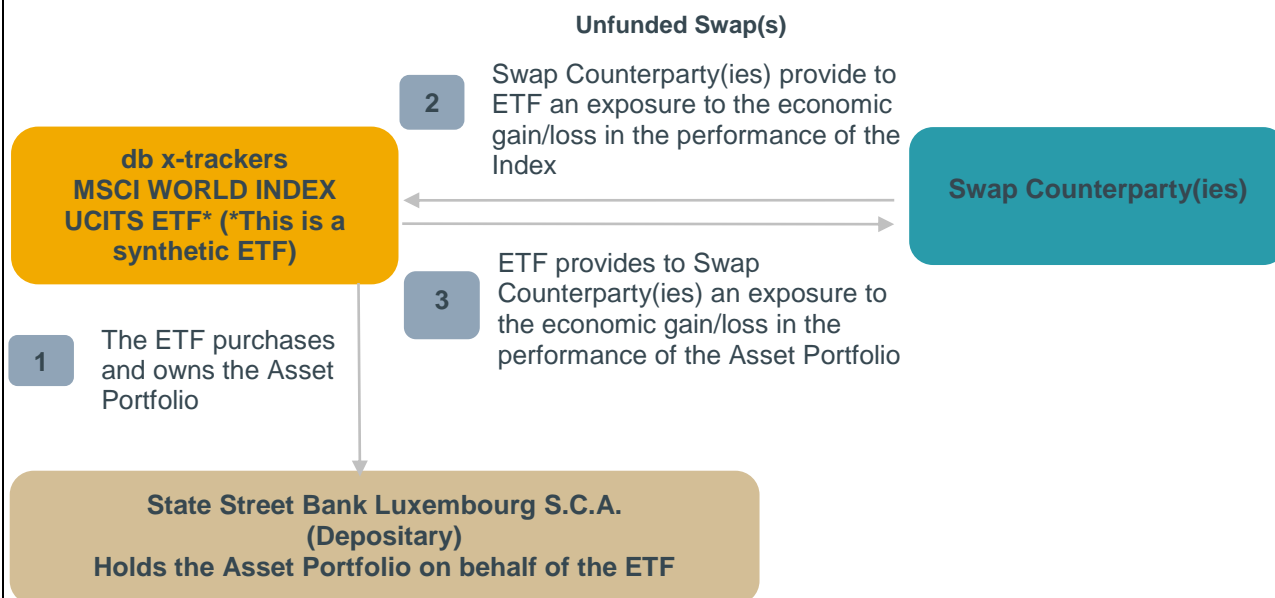 Unfunded Swap(s)
2
Swap Counterparty(ies) provide to
ETF an exposure to the economic
gain/loss in the performance of the
Index
db x-trackers
MSCI WORLD INDEX
UCITS ETF* (*This is a
synthetic ETF)
Swap Counterparty(ies)
3
ETF provides to Swap
Counterparty(ies) an exposure to
the economic gain/loss in the
performance of the Asset Portfolio
1
The ETF purchases
and owns the Asset
Portfolio
State Street Bank Luxembourg S.C.A.
(Depositary)
Holds the Asset Portfolio on behalf of the ETF